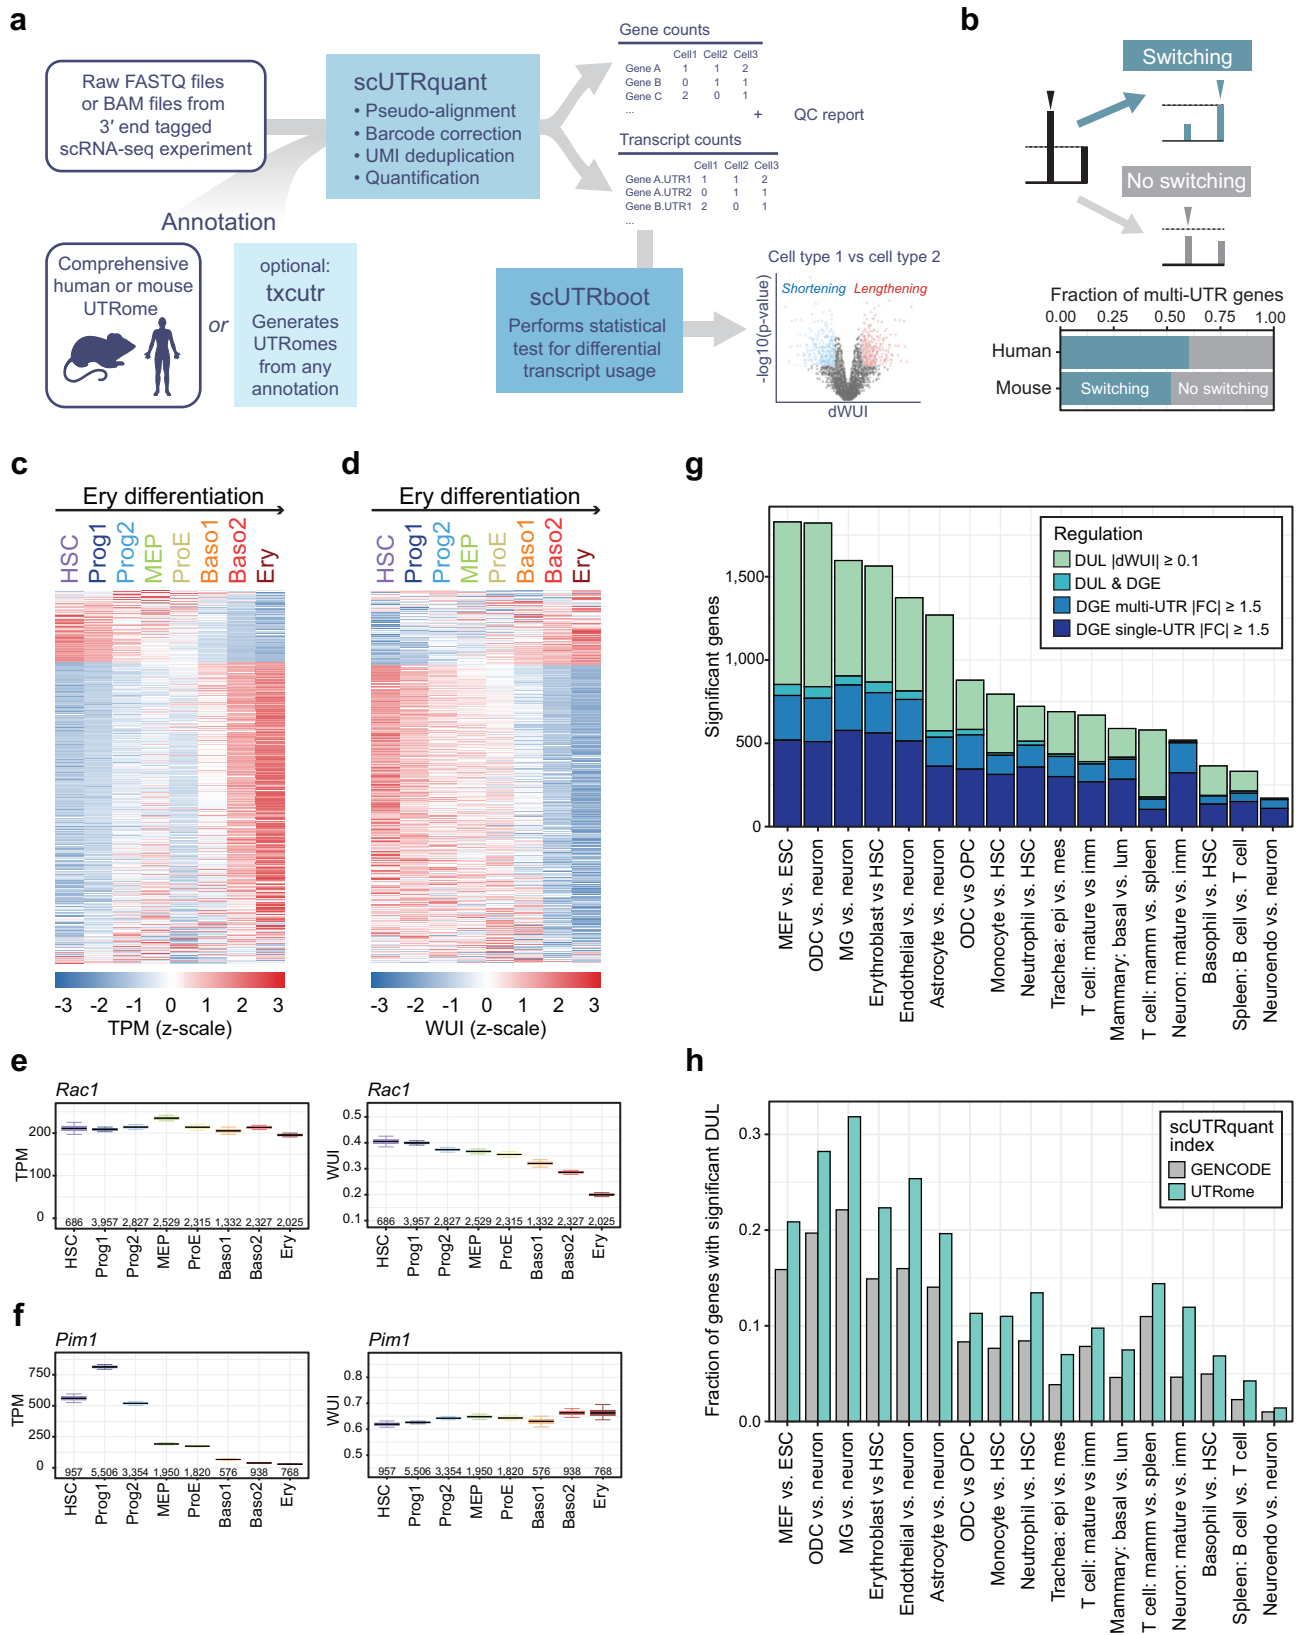 a
Raw FASTQ files
or BAM files from
3′ end tagged
scRNA-seq experiment
scUTRquant
• Pseudo-alignment
• Barcode correction
• UMI deduplication
• Quantification
Gene counts
Cell1 Cell2 Cell3
Gene A 1 1 2
Gene B 0 1 1
Gene C 2 0 1
...
+ QC report
Transcript counts
Cell1 Cell2 Cell3
Gene A.UTR1 1 1 2
Gene A.UTR2 0 1 1
Gene B.UTR1 2 0 1
...
Annotation
Comprehensive
human or mouse
UTRome
or
optional:
txcutr
Generates
UTRomes
from any
annotation
scUTRboot
Performs statistical
test for differential
transcript usage
Cell type 1 vs cell type 2
Shortening Lengthening
-log10(p-value)
dWUI
b
Switching
No switching
Fraction of multi-UTR genes
0.00 0.25 0.50 0.75 1.00
Human
Mouse
Switching No switching
c
Ery differentiation
HSC Prog1 Prog2 MEP ProE Baso1 Baso2 Ery
-3 -2 -1 0 1 2 3
TPM (z-scale)
d
Ery differentiation
HSC Prog1 Prog2 MEP ProE Baso1 Baso2 Ery
-3 -2 -1 0 1 2 3
WUI (z-scale)
e
Rac1
TPM
200
100
0
686 3,957 2,827 2,529 2,315 1,332 2,327 2,025
HSC Prog1 Prog2 MEP ProE Baso1 Baso2 Ery
Rac1
WUI
0.5
0.4
0.3
0.2
0.1
686 3,957 2,827 2,529 2,315 1,332 2,327 2,025
HSC Prog1 Prog2 MEP ProE Baso1 Baso2 Ery
f
Pim1
TPM
750
500
250
0
957 5,506 3,354 1,950 1,820 576 938 768
HSC Prog1 Prog2 MEP ProE Baso1 Baso2 Ery
Pim1
WUI
0.8
0.7
0.6
0.5
957 5,506 3,354 1,950 1,820 576 938 768
HSC Prog1 Prog2 MEP ProE Baso1 Baso2 Ery
g
Significant genes
1,500
1,000
500
0
Regulation
DUL |dWUI| ≥ 0.1
DUL & DGE
DGE multi-UTR |FC| ≥ 1.5
DGE single-UTR |FC| ≥ 1.5
MEF vs. ESC
ODC vs. neuron
MG vs. neuron
Erythroblast vs HSC
Endothelial vs. neuron
Astrocyte vs. neuron
ODC vs OPC
Monocyte vs. HSC
Neutrophil vs. HSC
Trachea: epi vs. mes
T cell: mature vs imm
Mammary: basal vs. lum
T cell: mamm vs. spleen
Neuron: mature vs. imm
Basophil vs. HSC
Spleen: B cell vs. T cell
Neuroendo vs. neuron
h
Fraction of genes with significant DUL
0.3
0.2
0.1
0.0
scUTRquant
index
GENCODE
UTRome
MEF vs. ESC
ODC vs. neuron
MG vs. neuron
Erythroblast vs HSC
Endothelial vs. neuron
Astrocyte vs. neuron
ODC vs OPC
Monocyte vs. HSC
Neutrophil vs. HSC
Trachea: epi vs. mes
T cell: mature vs imm
Mammary: basal vs. lum
T cell: mamm vs. spleen
Neuron: mature vs. imm
Basophil vs. HSC
Spleen: B cell vs. T cell
Neuroendo vs. neuron